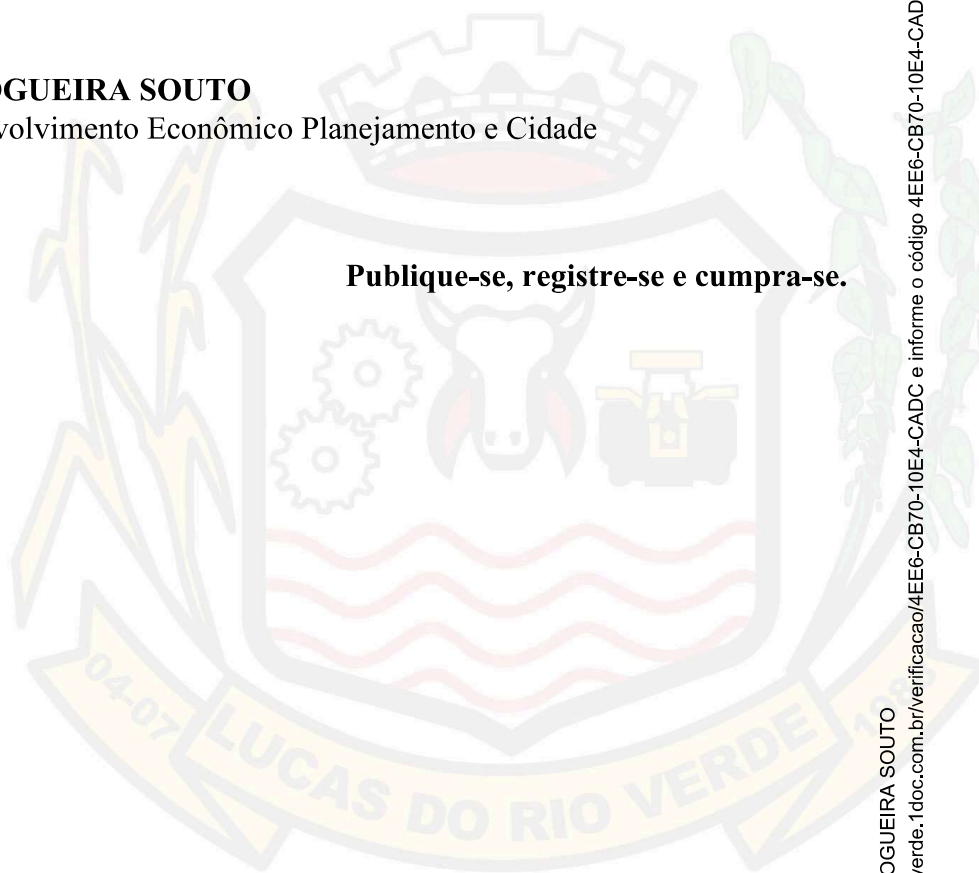 OGUEIRA SOUTO
volvimento Econômico Planejamento e Cidade
Publique-se, registre-se e cumpra-se.
04-07
LUCAS DO RIO VERDE
1988
OGUEIRA SOUTO
verde.1doc.com.br/verificacao/4EE6-CB70-10E4-CADC e informe o código 4EE6-CB70-10E4-CAD